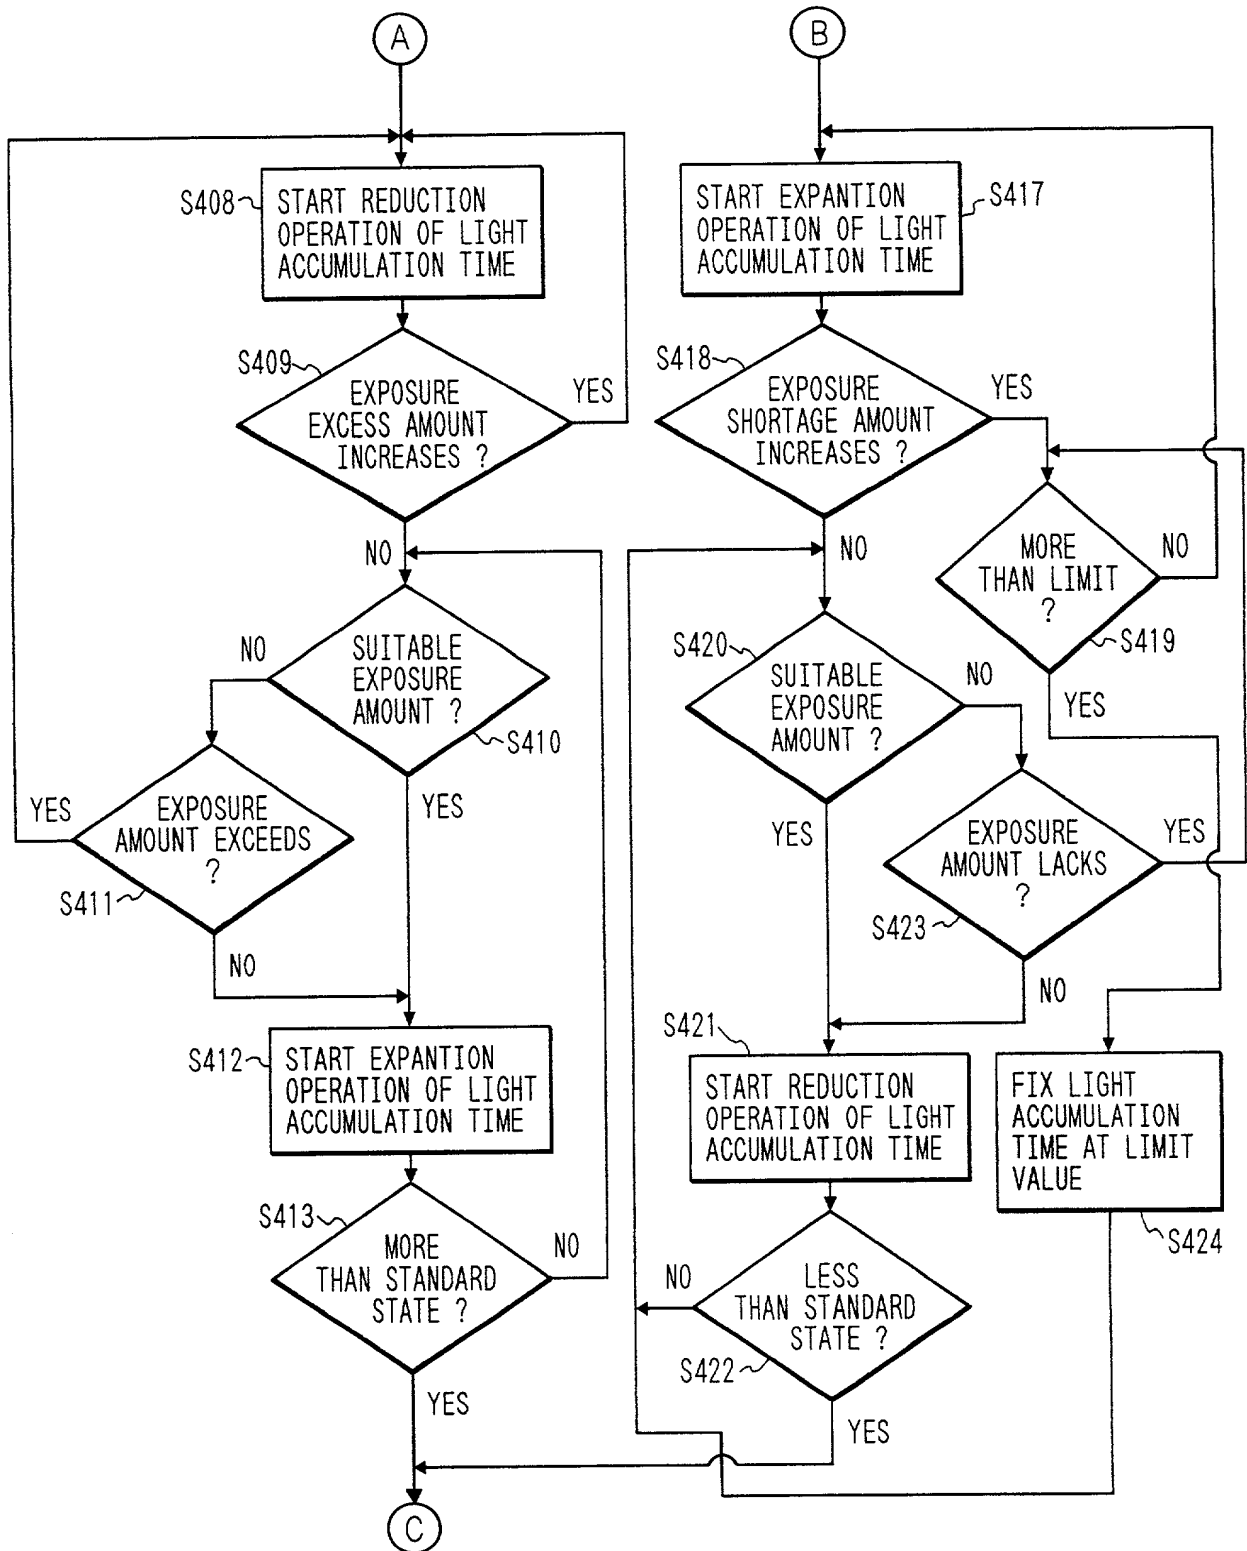 A
S408
START REDUCTION
OPERATION OF LIGHT
ACCUMULATION TIME
S409
EXPOSURE
EXCESS AMOUNT
INCREASES ?
YES
NO
SUITABLE
EXPOSURE
AMOUNT ?
NO
S410
YES
EXPOSURE
AMOUNT EXCEEDS
?
YES
S411
NO
S412
START EXPANTION
OPERATION OF LIGHT
ACCUMULATION TIME
S413
MORE
THAN STANDARD
STATE ?
NO
YES
C
B
START EXPANTION
OPERATION OF LIGHT
ACCUMULATION TIME
S417
S418
EXPOSURE
SHORTAGE AMOUNT
INCREASES ?
YES
NO
MORE
THAN LIMIT
?
NO
S419
YES
S420
SUITABLE
EXPOSURE
AMOUNT ?
NO
YES
EXPOSURE
AMOUNT LACKS
?
YES
S423
NO
S421
START REDUCTION
OPERATION OF LIGHT
ACCUMULATION TIME
FIX LIGHT
ACCUMULATION
TIME AT LIMIT
VALUE
S424
LESS
THAN STANDARD
STATE ?
NO
S422
YES